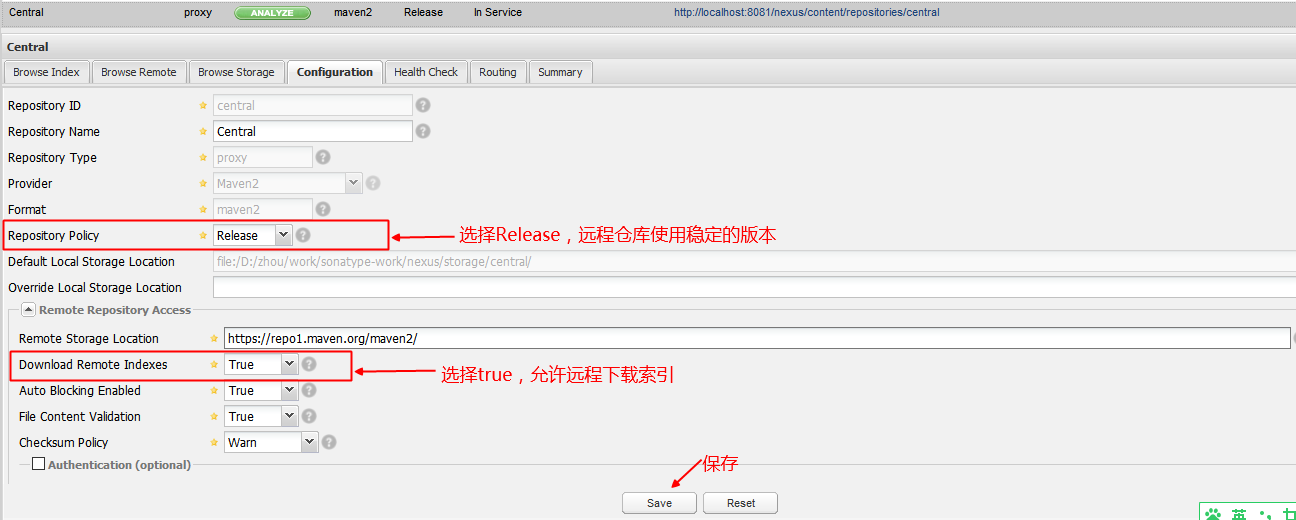 Central proxy ANALYZE maven2 Release In Service http://localhost:8081/nexus/content/repositories/central
Central
Browse Index Browse Remote Browse Storage Configuration Health Check Routing Summary
Repository ID central
Repository Name Central
Repository Type proxy
Provider Maven2
Format maven2
Repository Policy Release 选择Release，远程仓库使用稳定的版本
Default Local Storage Location file:/D:/zhou/work/sonatype-work/nexus/storage/central/
Override Local Storage Location
Remote Repository Access
Remote Storage Location https://repo1.maven.org/maven2/
Download Remote Indexes True 选择true，允许远程下载索引
Auto Blocking Enabled True
File Content Validation True
Checksum Policy Warn
Authentication (optional)
保存
Save Reset
英